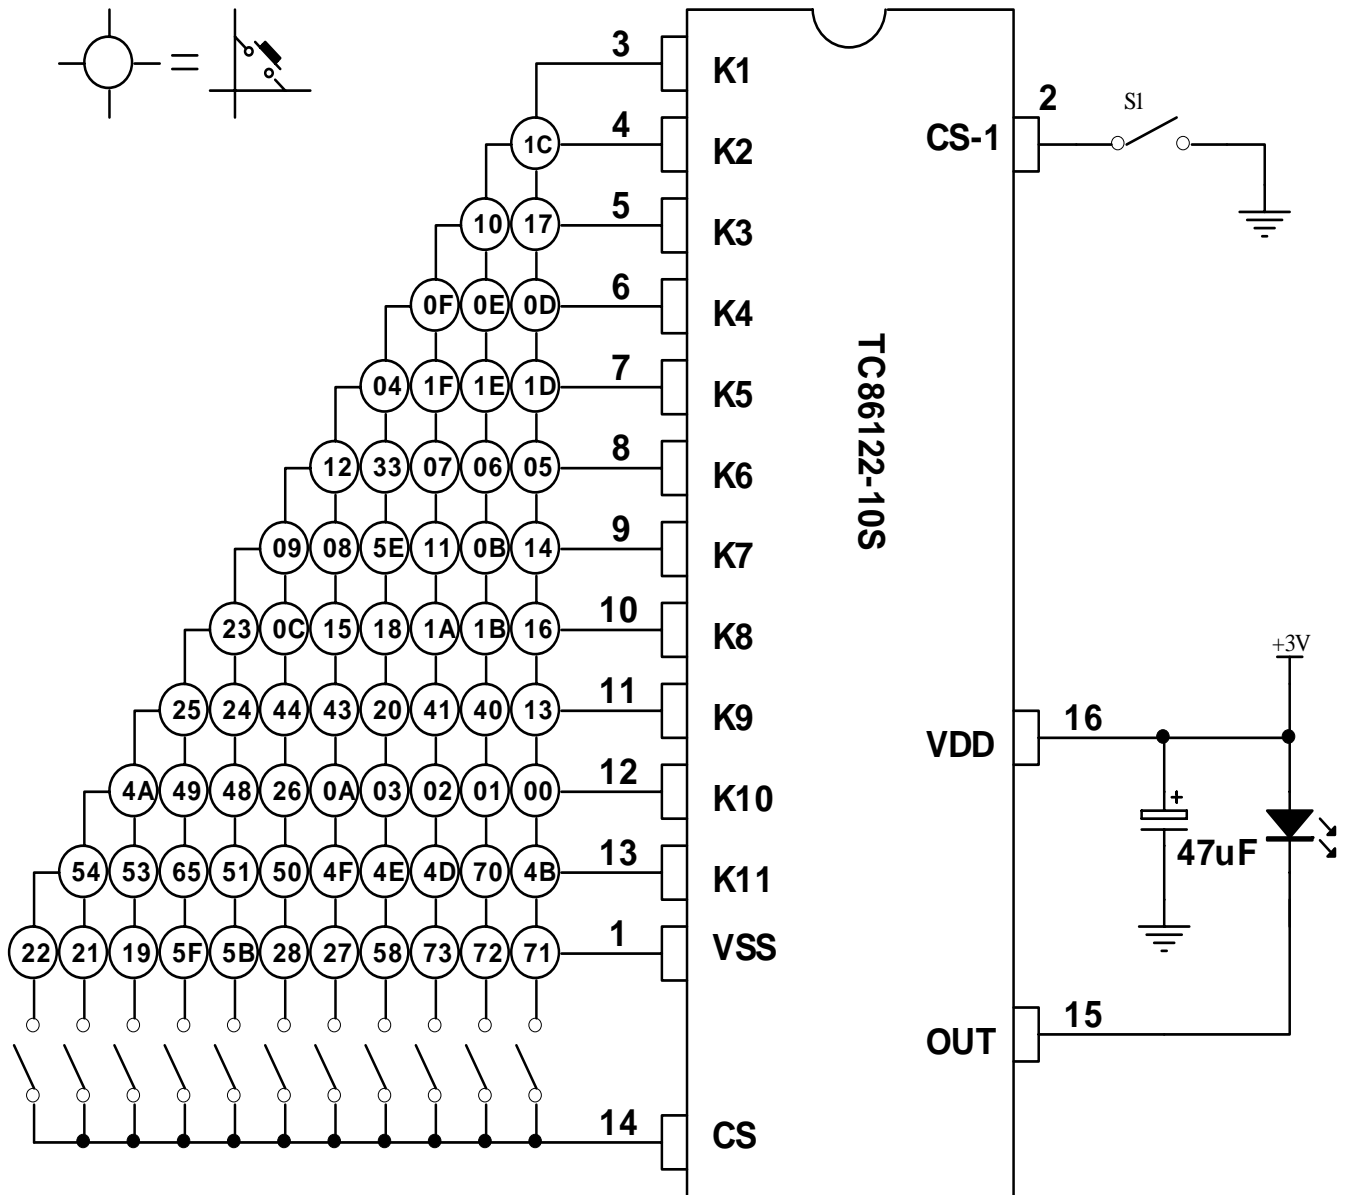 3 K1
2
S1
CS-1
1C 4 K2
10 17 5 K3
0F 0E 0D 6 K4
04 1F 1E 1D 7 K5
12 33 07 06 05 8 K6
09 08 5E 11 0B 14 9 K7
23 0C 15 18 1A 1B 16 10 K8
25 24 44 43 20 41 40 13 11 K9
4A 49 48 26 0A 03 02 01 00 12 K10
54 53 65 51 50 4F 4E 4D 70 4B 13 K11
22 21 19 5F 5B 28 27 58 73 72 71 1 VSS
14 CS
TC86122-10S
+3V
VDD 16
+
47uF
OUT 15